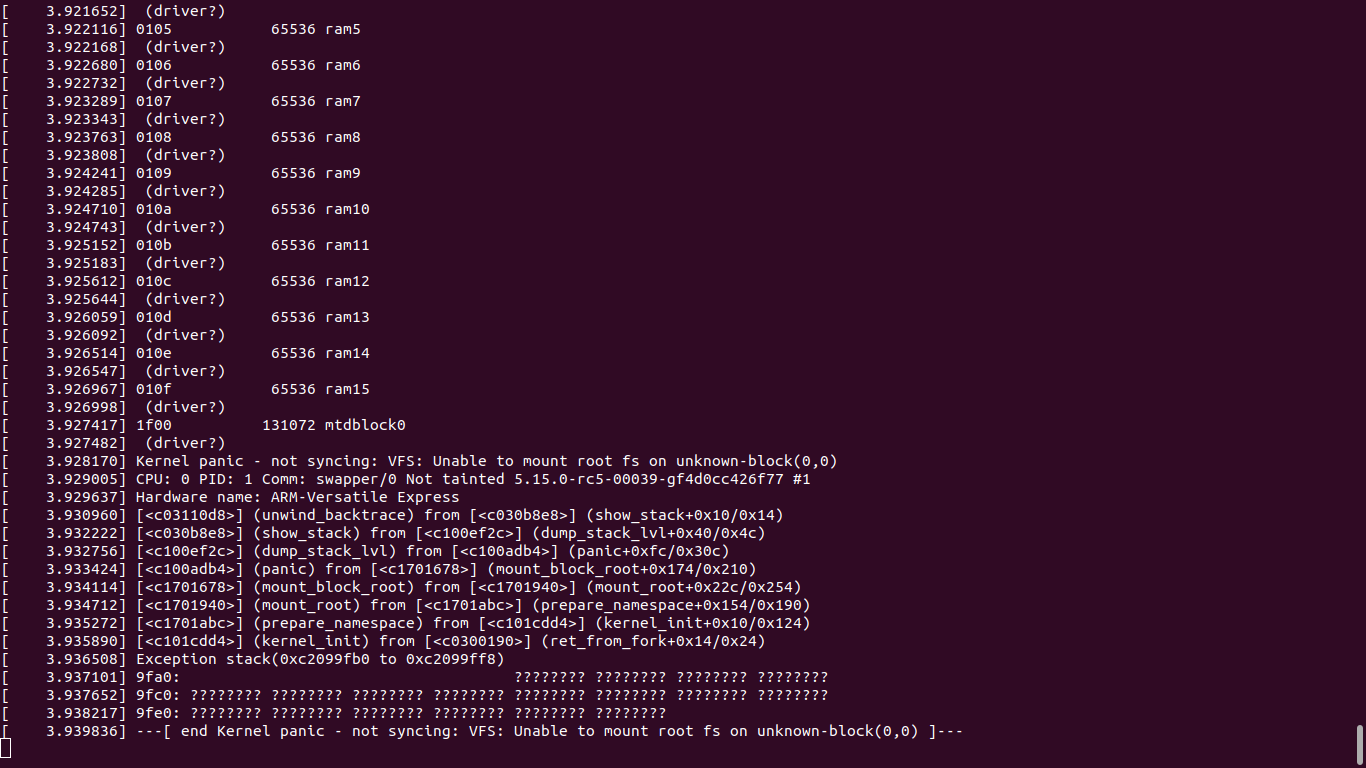 [    3.921652]  (driver?)
[    3.922116] 0105           65536 ram5
[    3.922168]  (driver?)
[    3.922680] 0106           65536 ram6
[    3.922732]  (driver?)
[    3.923289] 0107           65536 ram7
[    3.923343]  (driver?)
[    3.923763] 0108           65536 ram8
[    3.923808]  (driver?)
[    3.924241] 0109           65536 ram9
[    3.924285]  (driver?)
[    3.924710] 010a           65536 ram10
[    3.924743]  (driver?)
[    3.925152] 010b           65536 ram11
[    3.925183]  (driver?)
[    3.925612] 010c           65536 ram12
[    3.925644]  (driver?)
[    3.926059] 010d           65536 ram13
[    3.926092]  (driver?)
[    3.926514] 010e           65536 ram14
[    3.926547]  (driver?)
[    3.926967] 010f           65536 ram15
[    3.926998]  (driver?)
[    3.927417] 1f00          131072 mtdblock0
[    3.927482]  (driver?)
[    3.928170] Kernel panic - not syncing: VFS: Unable to mount root fs on unknown-block(0,0)
[    3.929005] CPU: 0 PID: 1 Comm: swapper/0 Not tainted 5.15.0-rc5-00039-gf4d0cc426f77 #1
[    3.929637] Hardware name: ARM-Versatile Express
[    3.930960] [<c03110d8>] (unwind_backtrace) from [<c030b8e8>] (show_stack+0x10/0x14)
[    3.932222] [<c030b8e8>] (show_stack) from [<c100ef2c>] (dump_stack_lvl+0x40/0x4c)
[    3.932756] [<c100ef2c>] (dump_stack_lvl) from [<c100adb4>] (panic+0xfc/0x30c)
[    3.933424] [<c100adb4>] (panic) from [<c1701678>] (mount_block_root+0x174/0x210)
[    3.934114] [<c1701678>] (mount_block_root) from [<c1701940>] (mount_root+0x22c/0x254)
[    3.934712] [<c1701940>] (mount_root) from [<c1701abc>] (prepare_namespace+0x154/0x190)
[    3.935272] [<c1701abc>] (prepare_namespace) from [<c101cdd4>] (kernel_init+0x10/0x124)
[    3.935890] [<c101cdd4>] (kernel_init) from [<c0300190>] (ret_from_fork+0x14/0x24)
[    3.936508] Exception stack(0xc2099fb0 to 0xc2099ff8)
[    3.937101] 9fa0:                                     ???????? ???????? ???????? ????????
[    3.937652] 9fc0: ???????? ???????? ???????? ???????? ???????? ???????? ???????? ????????
[    3.938217] 9fe0: ???????? ???????? ???????? ???????? ???????? ????????
[    3.939836] ---[ end Kernel panic - not syncing: VFS: Unable to mount root fs on unknown-block(0,0) ]---